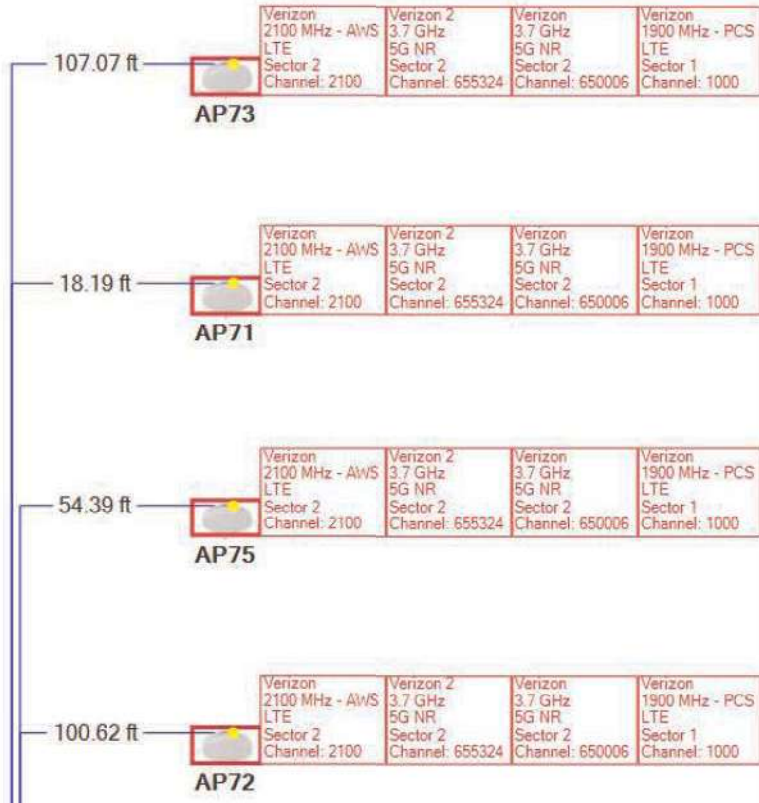 Verizon
2100 MHz - AWS
LTE
Sector 2
Channel: 2100
Verizon 2
3.7 GHz
5G NR
Sector 2
Channel: 655324
Verizon
3.7 GHz
5G NR
Sector 2
Channel: 650006
Verizon
1900 MHz - PCS
LTE
Sector 1
Channel: 1000
107.07 ft
AP73
Verizon
2100 MHz - AWS
LTE
Sector 2
Channel: 2100
Verizon 2
3.7 GHz
5G NR
Sector 2
Channel: 655324
Verizon
3.7 GHz
5G NR
Sector 2
Channel: 650006
Verizon
1900 MHz - PCS
LTE
Sector 1
Channel: 1000
18.19 ft
AP71
Verizon
2100 MHz - AWS
LTE
Sector 2
Channel: 2100
Verizon 2
3.7 GHz
5G NR
Sector 2
Channel: 655324
Verizon
3.7 GHz
5G NR
Sector 2
Channel: 650006
Verizon
1900 MHz - PCS
LTE
Sector 1
Channel: 1000
54.39 ft
AP75
Verizon
2100 MHz - AWS
LTE
Sector 2
Channel: 2100
Verizon 2
3.7 GHz
5G NR
Sector 2
Channel: 655324
Verizon
3.7 GHz
5G NR
Sector 2
Channel: 650006
Verizon
1900 MHz - PCS
LTE
Sector 1
Channel: 1000
100.62 ft
AP72